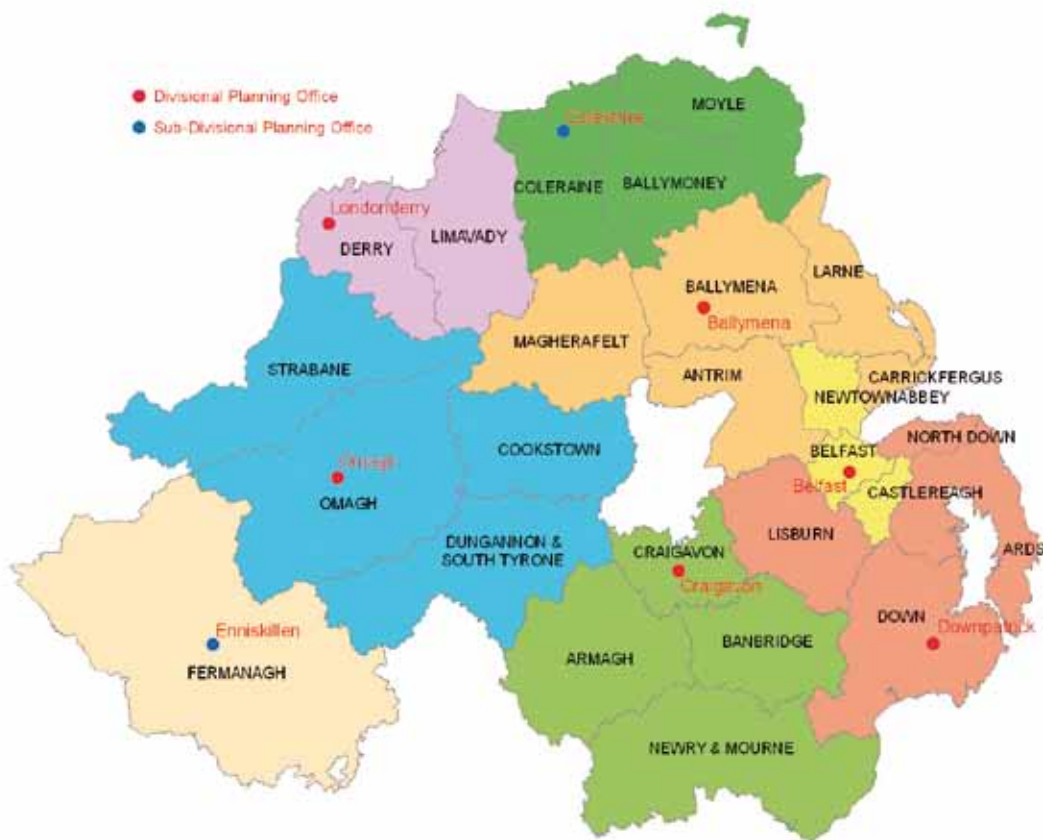 Divisional Planning Office
Sub-Divisional Planning Office
MOYLE
Coleraine
COLERAINE
BALLYMONEY
Londonderry
DERRY
LIMAVADY
LARNE
BALLYMENA
Ballymena
MAGHERAFELT
ANTRIM
CARRICKFERGUS
NEWTOWNABBEY
STRABANE
NORTH DOWN
COOKSTOWN
BELFAST
Omagh
Belfast
CASTLEREAGH
OMAGH
LISBURN
DUNGANNON &
SOUTH TYRONE
CRAIGAVON
ARDS
Craigavon
DOWN
Downpatrick
Enniskillen
BANBRIDGE
ARMAGH
FERMANAGH
NEWRY & MOURNE